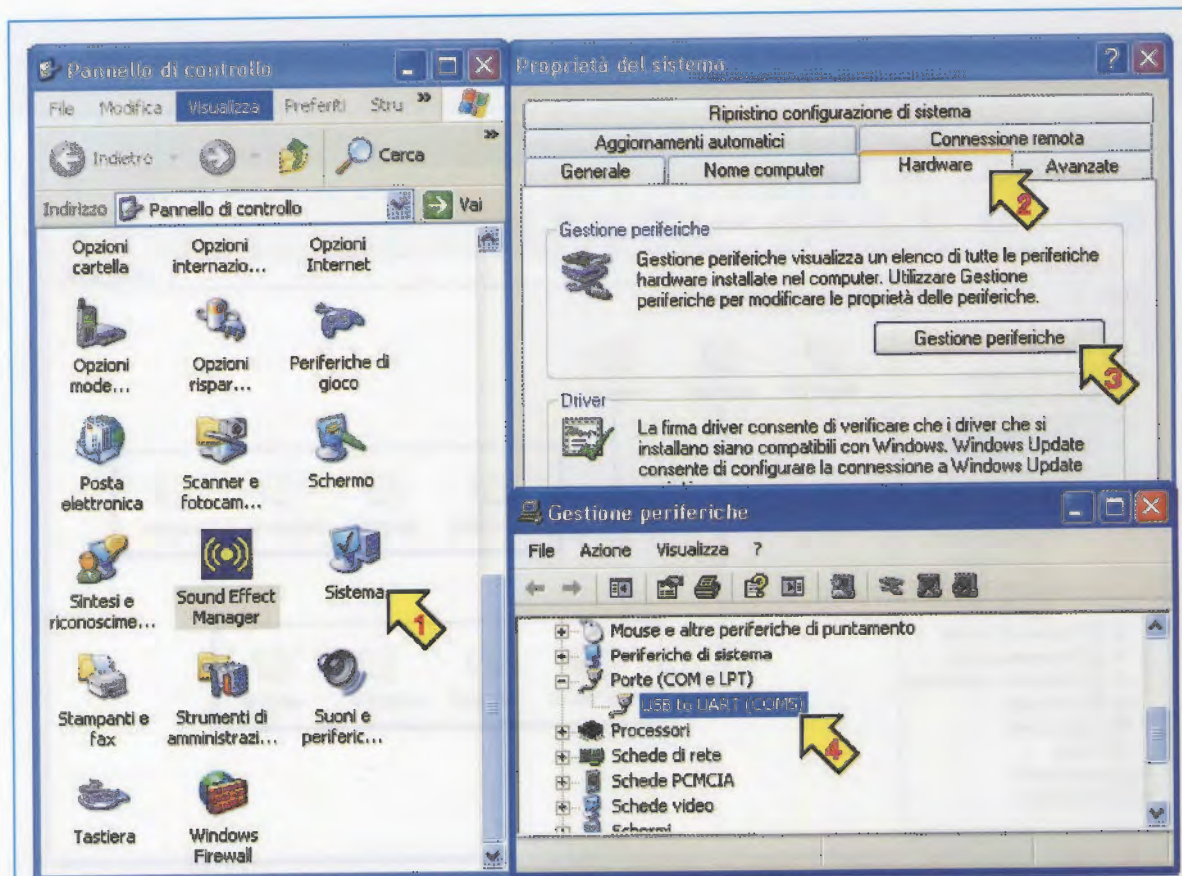 Pannello di controllo
File Modifica Visualizza Preferiti Stru »
Indietro Cerca »
Indirizzo Pannello di controllo Vai
Opzioni cartella
Opzioni internazio...
Opzioni Internet
Opzioni mode...
Opzioni rispar...
Periferiche di gioco
Posta elettronica
Scanner e fotocam...
Schermo
Sintesi e riconoscime...
Sound Effect Manager
Sistema
1
Stampanti e fax
Strumenti di amministrazi...
Suoni e periferic...
Tastiera
Windows Firewall
Proprietà del sistema
Ripristino configurazione di sistema
Aggiornamenti automatici Connessione remota
Generale Nome computer Hardware Avanzate
2
Gestione periferiche
Gestione periferiche visualizza un elenco di tutte le periferiche
hardware installate nel computer. Utilizzare Gestione
periferiche per modificare le proprietà delle periferiche.
Gestione periferiche
3
Driver
La firma driver consente di verificare che i driver che si
installano siano compatibili con Windows. Windows Update
consente di configurare la connessione a Windows Update
Gestione periferiche
File Azione Visualizza ?
Mouse e altre periferiche di puntamento
Periferiche di sistema
Porte (COM e LPT)
USB to UART (COM5)
4
Processori
Schede di rete
Schede PCMCIA
Schede video
Schermi